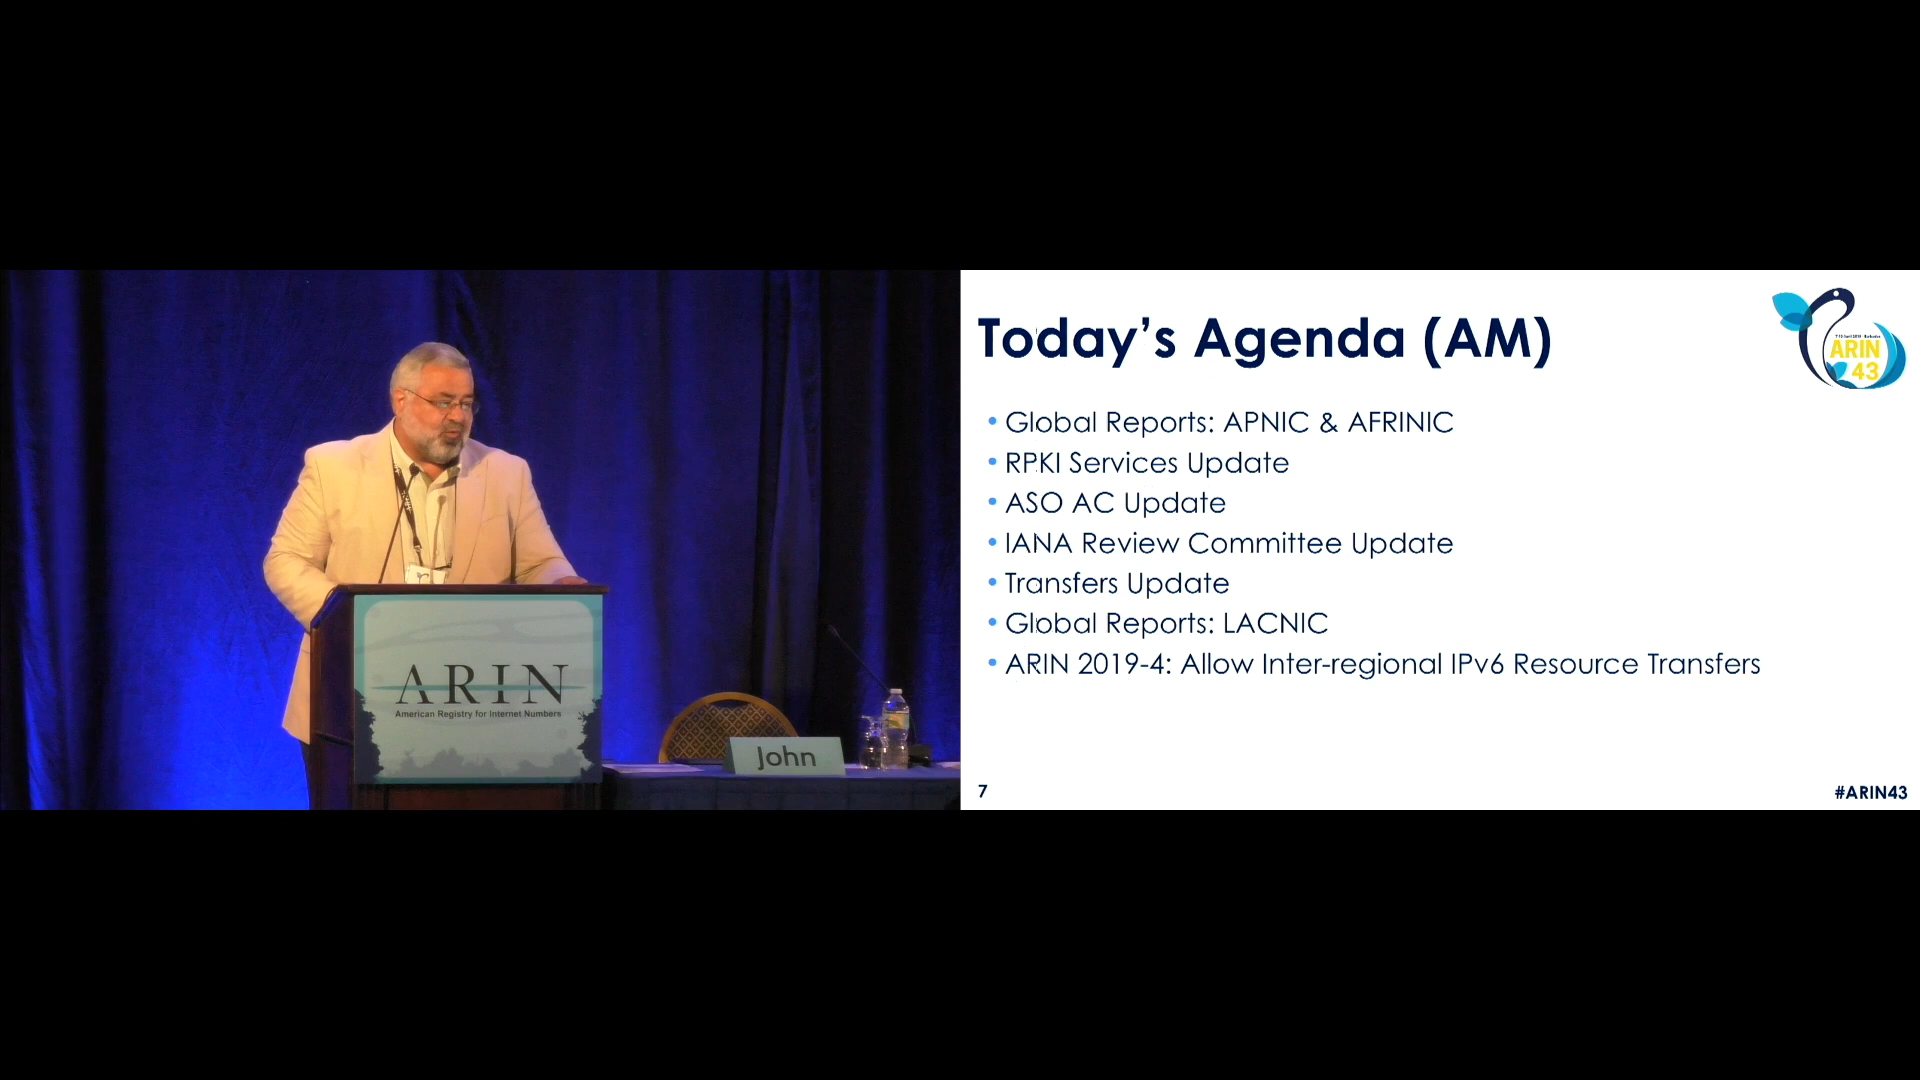 ARIN
American Registry for Internet Numbers
John
Today's Agenda (AM)
ARIN
43
• Global Reports: APNIC & AFRINIC
• RPKI Services Update
• ASO AC Update
• IANA Review Committee Update
• Transfers Update
• Global Reports: LACNIC
• ARIN 2019-4: Allow Inter-regional IPv6 Resource Transfers
7
#ARIN43